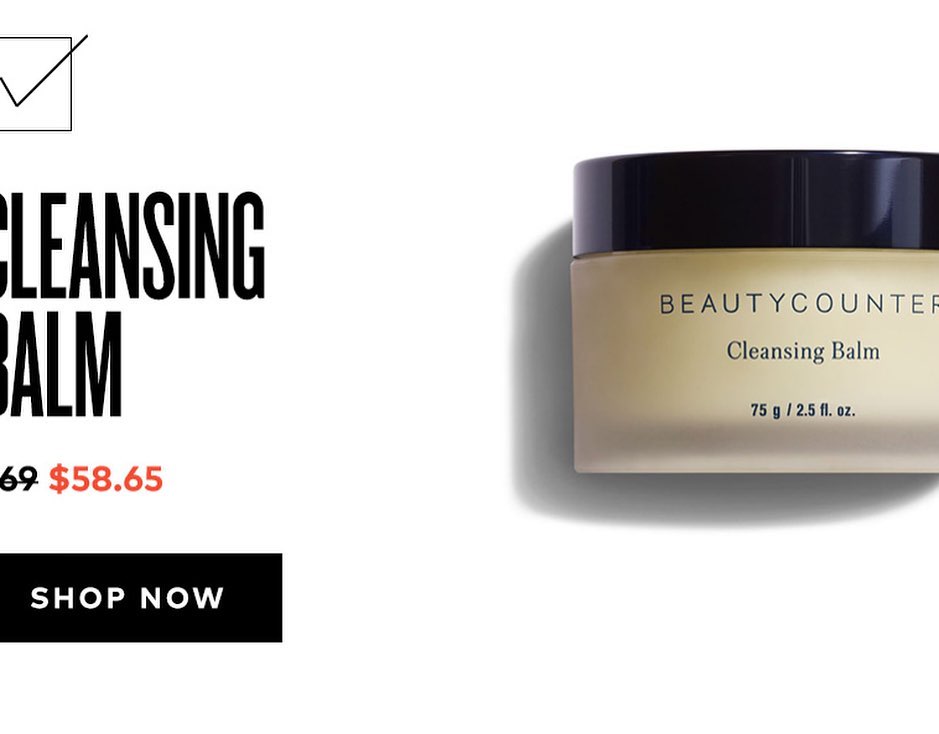 CLEANSING
BALM
69 $58.65
SHOP NOW
BEAUTYCOUNTER
Cleansing Balm
75 g / 2.5 fl. oz.